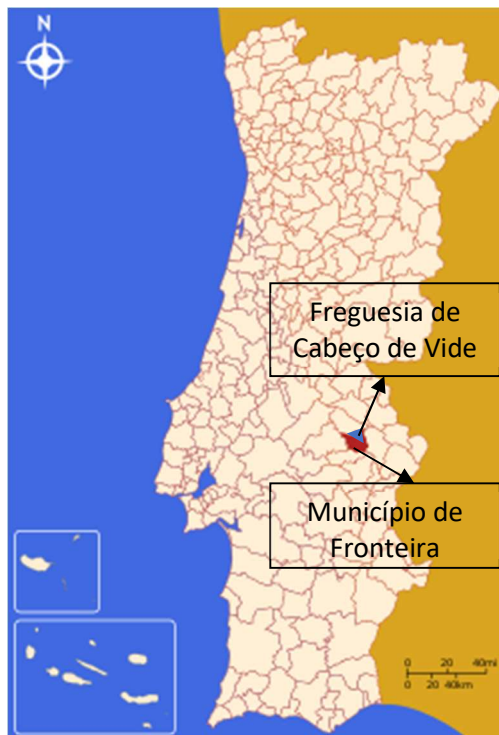 N
Freguesia de
Cabeço de Vide
Município de
Fronteira
0 20 40mi
0 20 40km